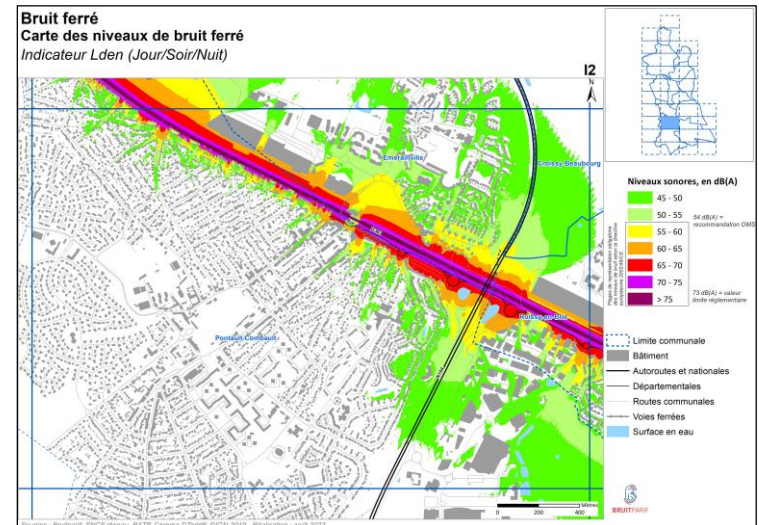 Bruit ferré
Carte des niveaux de bruit ferré
Indicateur Lden (Jour/Soir/Nuit)
I2
N
Emerainville
Croissy-Beaubourg
Roissy-en-Brie
Pontault-Combault
Niveaux sonores, en dB(A)
45 - 50
50 - 55
55 - 60
60 - 65
65 - 70
70 - 75
> 75
54 dB(A) =
recommandation OMS
73 dB(A) = valeur
limite réglementaire
Limite communale
Bâtiment
Autoroutes et nationales
Départementales
Routes communales
Voies ferrées
Surface en eau
Mètres
0 200 400
BRUITPARIF